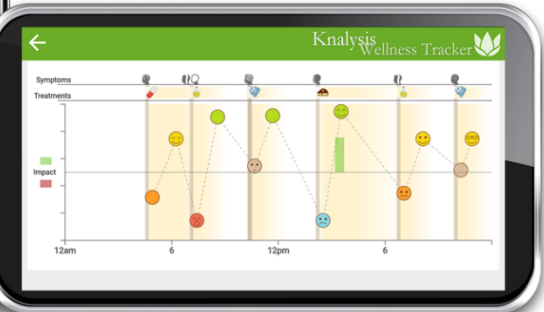 Knalysis
Wellness Tracker
Symptoms
Treatments
Impact
12am 6 12pm 6